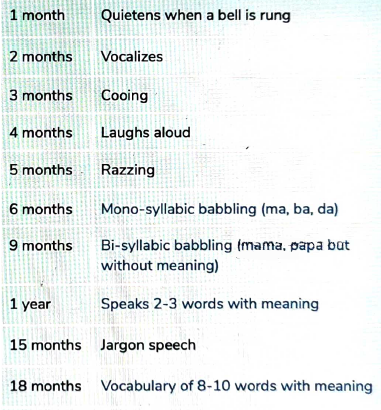 1 month Quietens when a bell is rung
2 months Vocalizes
3 months Cooing
4 months Laughs aloud
5 months Razzing
6 months Mono-syllabic babbling (ma, ba, da)
9 months Bi-syllabic babbling (mama, papa but
without meaning)
1 year Speaks 2-3 words with meaning
15 months Jargon speech
18 months Vocabulary of 8-10 words with meaning